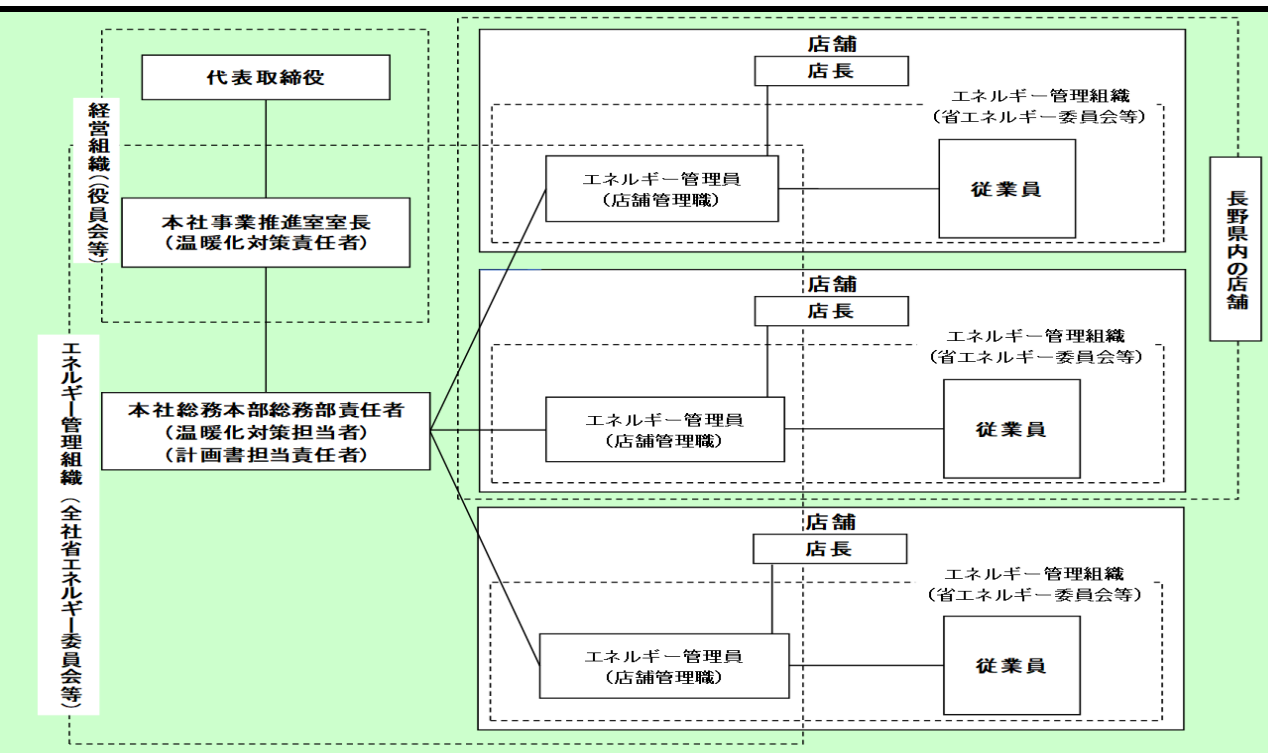 代表取締役
経営組織(（役員会等）)
本社事業推進室室長
（温暖化対策責任者）
エネルギー管理組織（全社省エネルギー委員会等）
本社総務本部総務部責任者
（温暖化対策担当者）
（計画書担当責任者）
店舗
店長
エネルギー管理組織
（省エネルギー委員会等）
エネルギー管理員
（店舗管理職）
従業員
店舗
店長
エネルギー管理組織
（省エネルギー委員会等）
エネルギー管理員
（店舗管理職）
従業員
店舗
店長
エネルギー管理組織
（省エネルギー委員会等）
エネルギー管理員
（店舗管理職）
従業員
長野県内の店舗